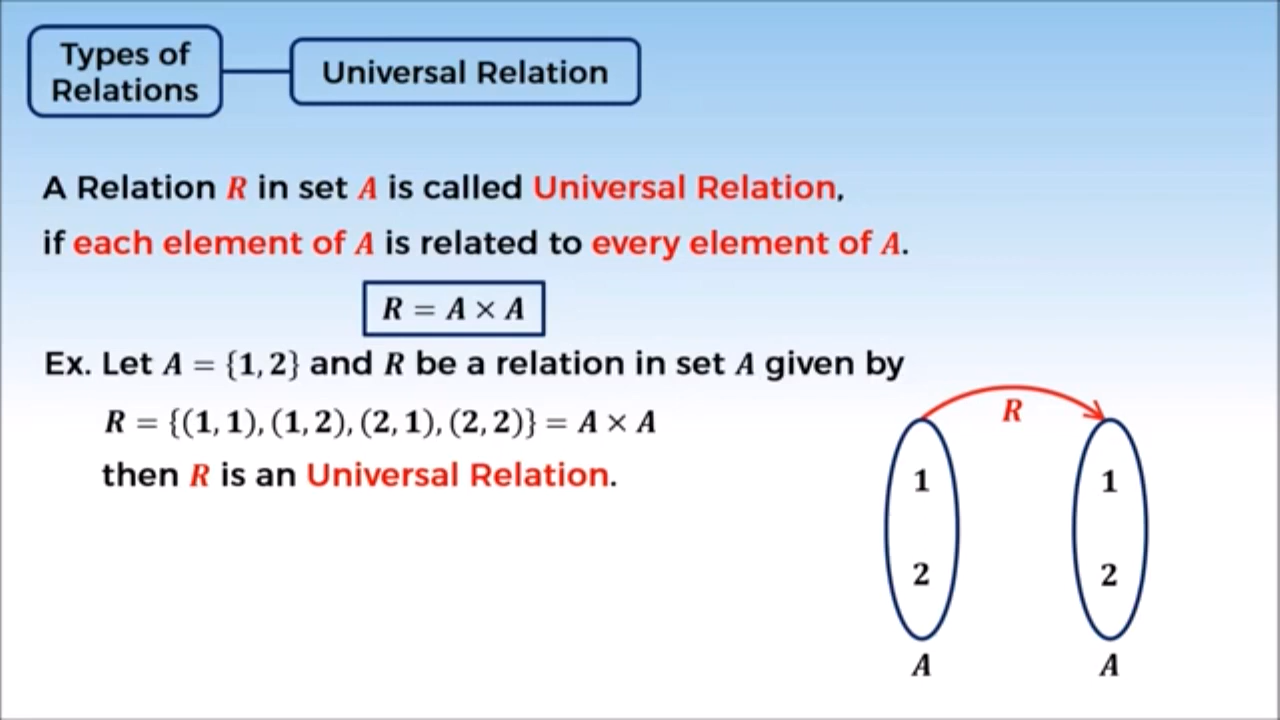 Types of
Relations
Universal Relation
A Relation R in set A is called Universal Relation,
if each element of A is related to every element of A.
R = A × A
Ex. Let A = {1, 2} and R be a relation in set A given by
R = {(1, 1), (1, 2), (2, 1), (2, 2)} = A × A
then R is an Universal Relation.
R
1 1
2 2
A A